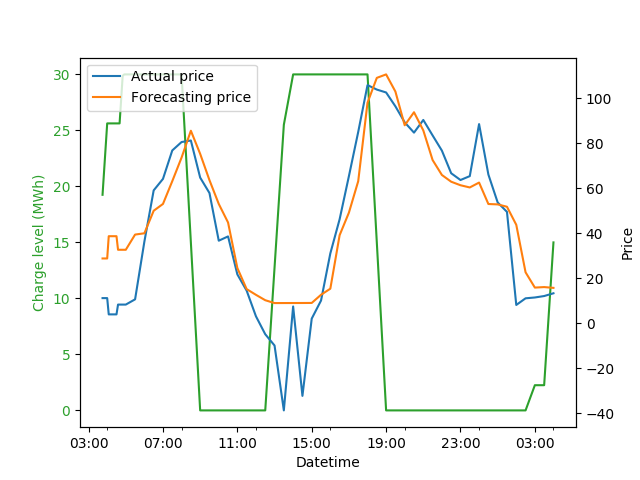 Actual price
Forecasting price
Charge level (MWh)
30
25
20
15
10
5
0
100
80
60
40
20
0
−20
−40
Price
03:00 07:00 11:00 15:00 19:00 23:00 03:00
Datetime